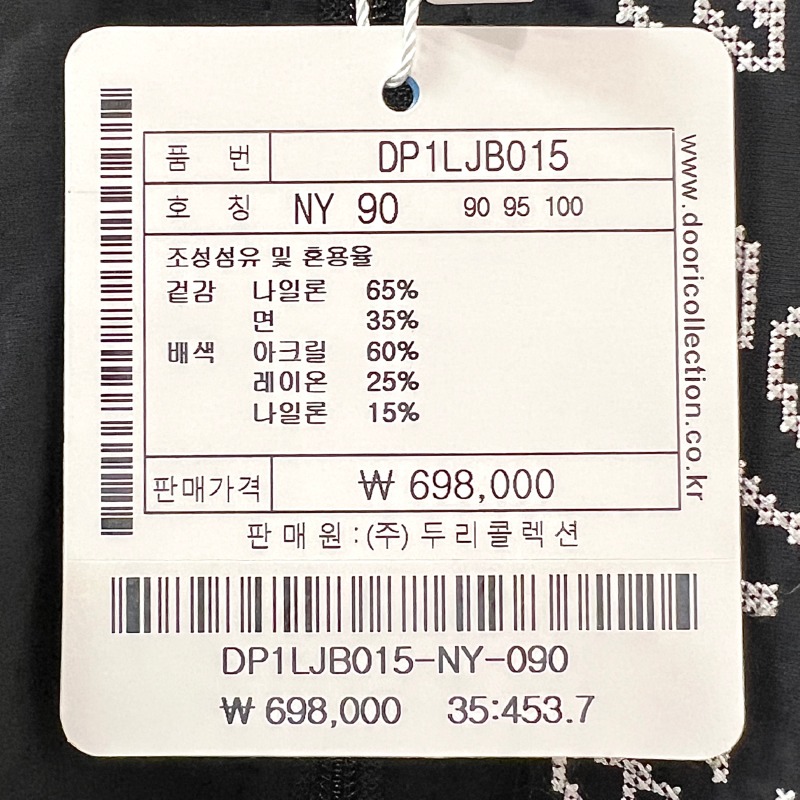 품 번 DP1LJB015
호 칭 NY 90 90 95 100
조성섬유 및 혼용율
겉감 나일론 65%
면 35%
배색 아크릴 60%
레이온 25%
나일론 15%
판매가격 ₩ 698,000
판매원:(주)두리콜렉션
www.dooricollection.co.kr
DP1LJB015-NY-090
₩ 698,000 35:453.7